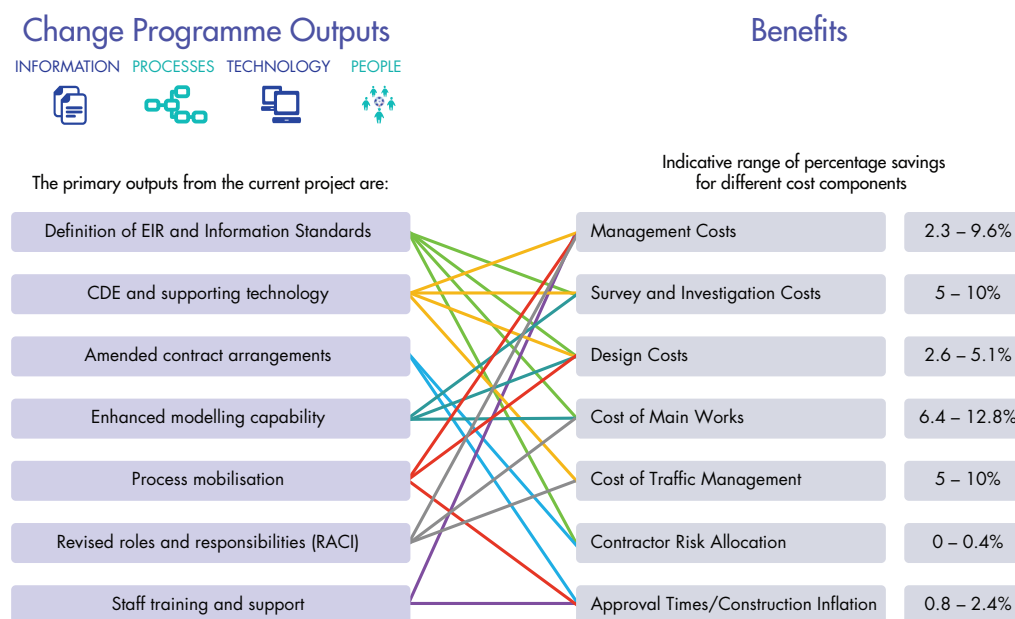 Change Programme Outputs
Benefits
INFORMATION PROCESSES TECHNOLOGY PEOPLE
The primary outputs from the current project are:
Indicative range of percentage savings
for different cost components
Definition of EIR and Information Standards
Management Costs
2.3 – 9.6%
CDE and supporting technology
Survey and Investigation Costs
5 – 10%
Amended contract arrangements
Design Costs
2.6 – 5.1%
Enhanced modelling capability
Cost of Main Works
6.4 – 12.8%
Process mobilisation
Cost of Traffic Management
5 – 10%
Revised roles and responsibilities (RACI)
Contractor Risk Allocation
0 – 0.4%
Staff training and support
Approval Times/Construction Inflation
0.8 – 2.4%